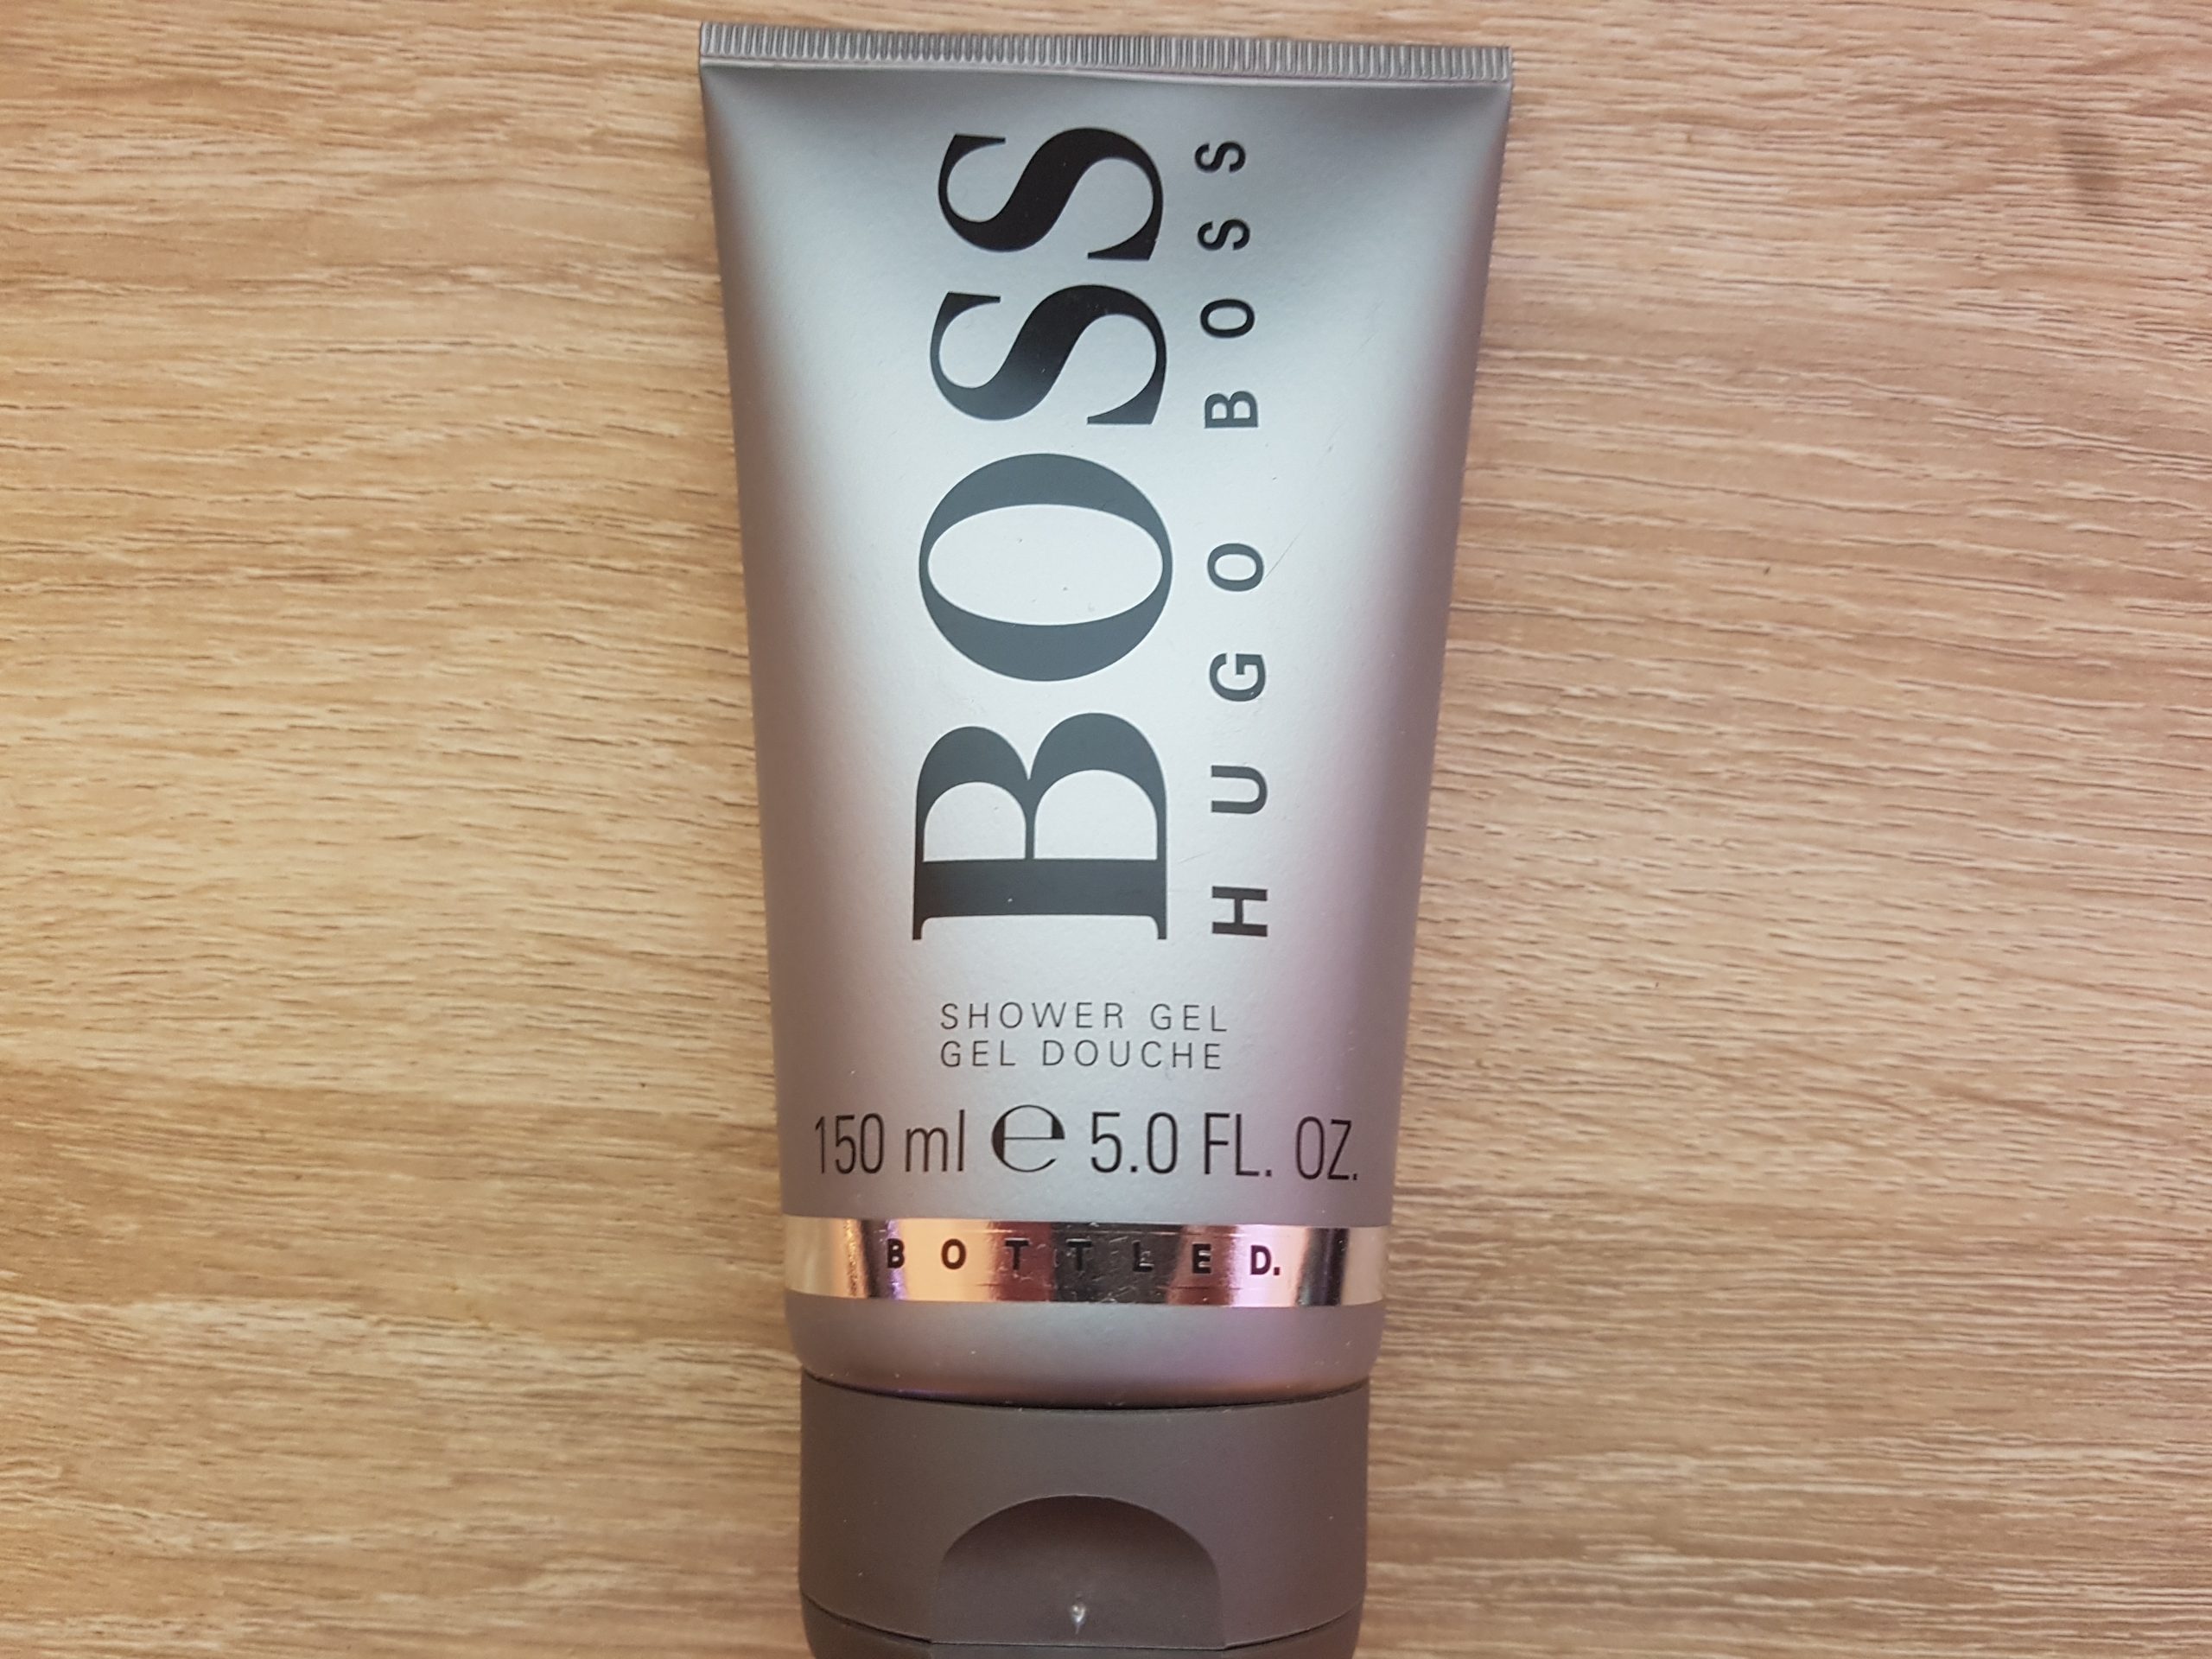 BOSS
HUGO BOSS
SHOWER GEL
GEL DOUCHE
150 ml e 5.0 FL. OZ.
BOTTLED.